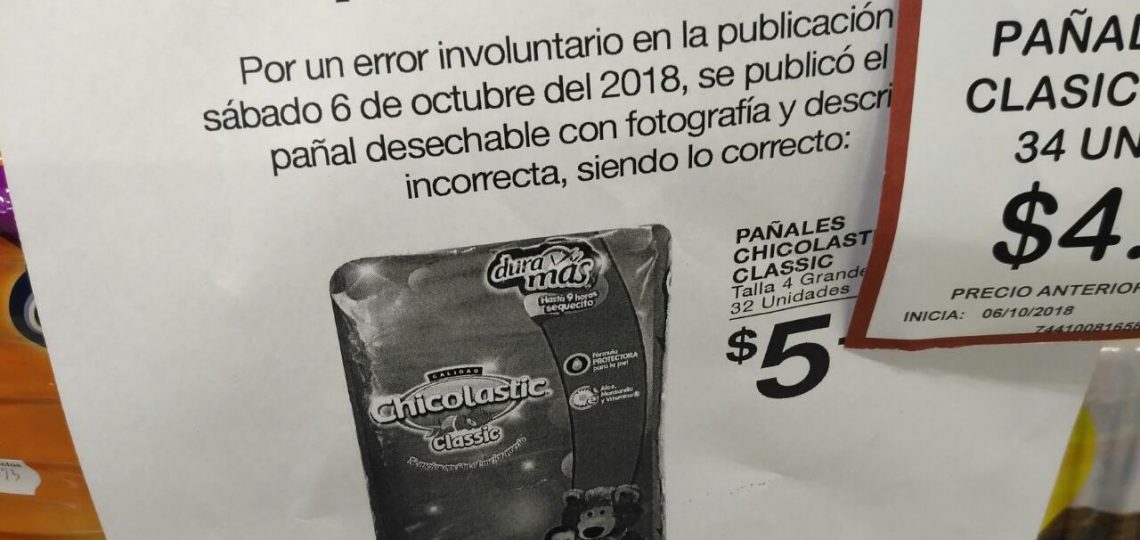 Por un error involuntario en la publicación
sábado 6 de octubre del 2018, se publicó el
pañal desechable con fotografía y descri
incorrecta, siendo lo correcto:
dura
más
Hasta 9 horas
sequecito
Fórmula
PROTECTORA
para la piel
Aloe,
Manzanilla
y Vitamina E
CALIDAD
Chicolastic
Classic
PAÑALES
CHICOLAST
CLASSIC
Talla 4 Grande
32 Unidades
$5
PAÑAL
CLASIC
34 UN
$4.
PRECIO ANTERIOR
INICIA: 06/10/2018
7441008165